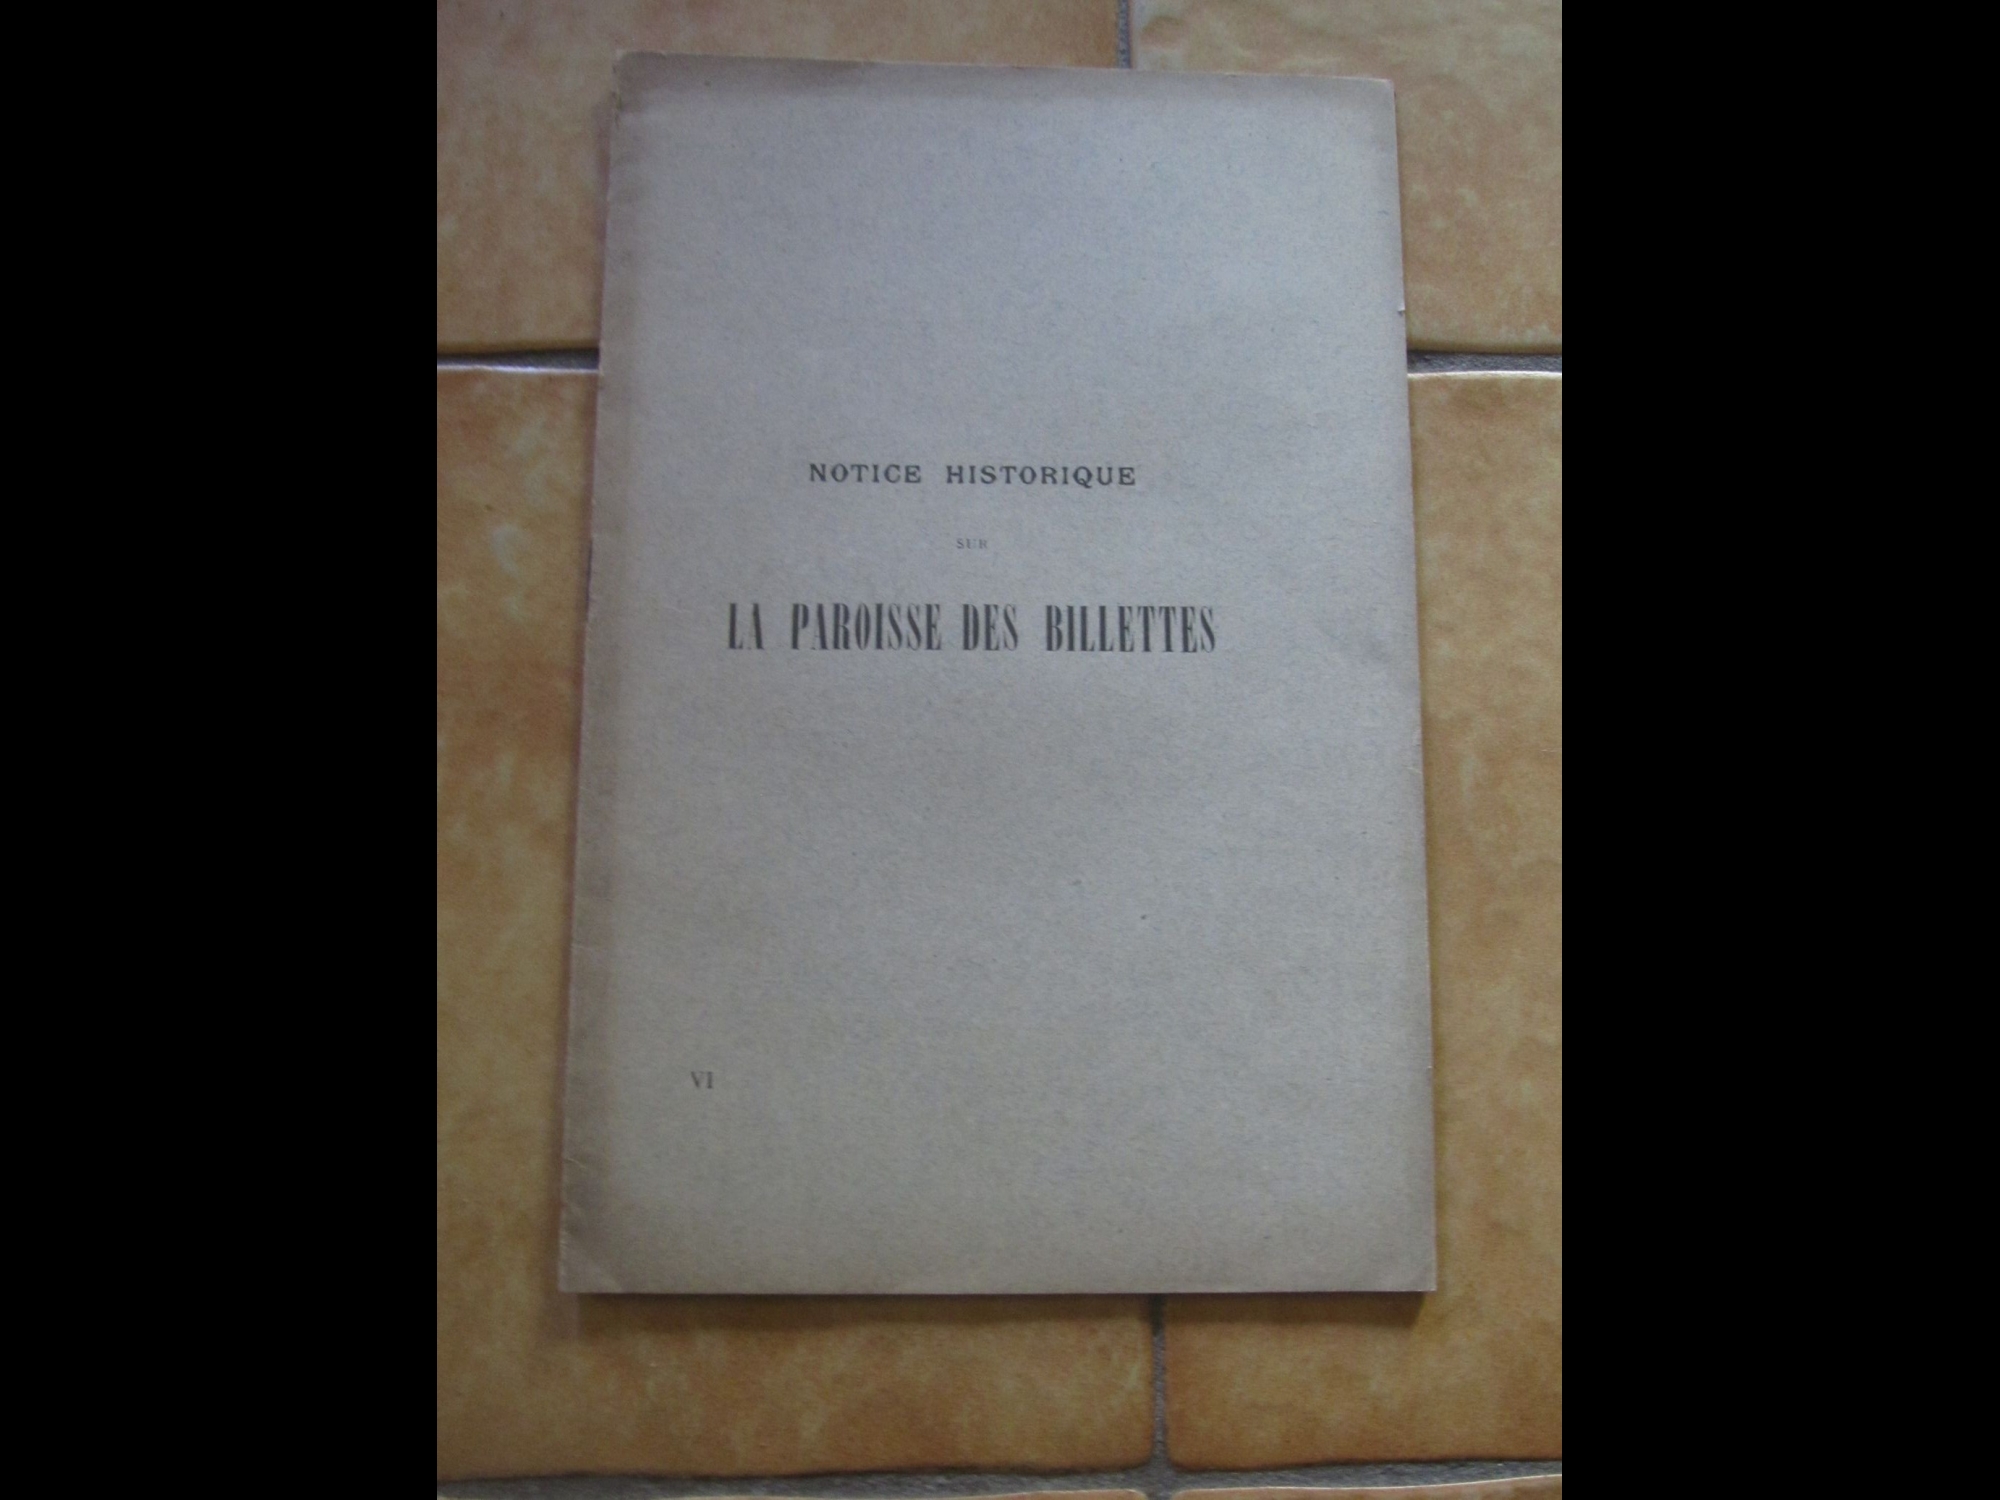 NOTICE HISTORIQUE
SUR
LA PAROISSE DES BILLETTES
VI